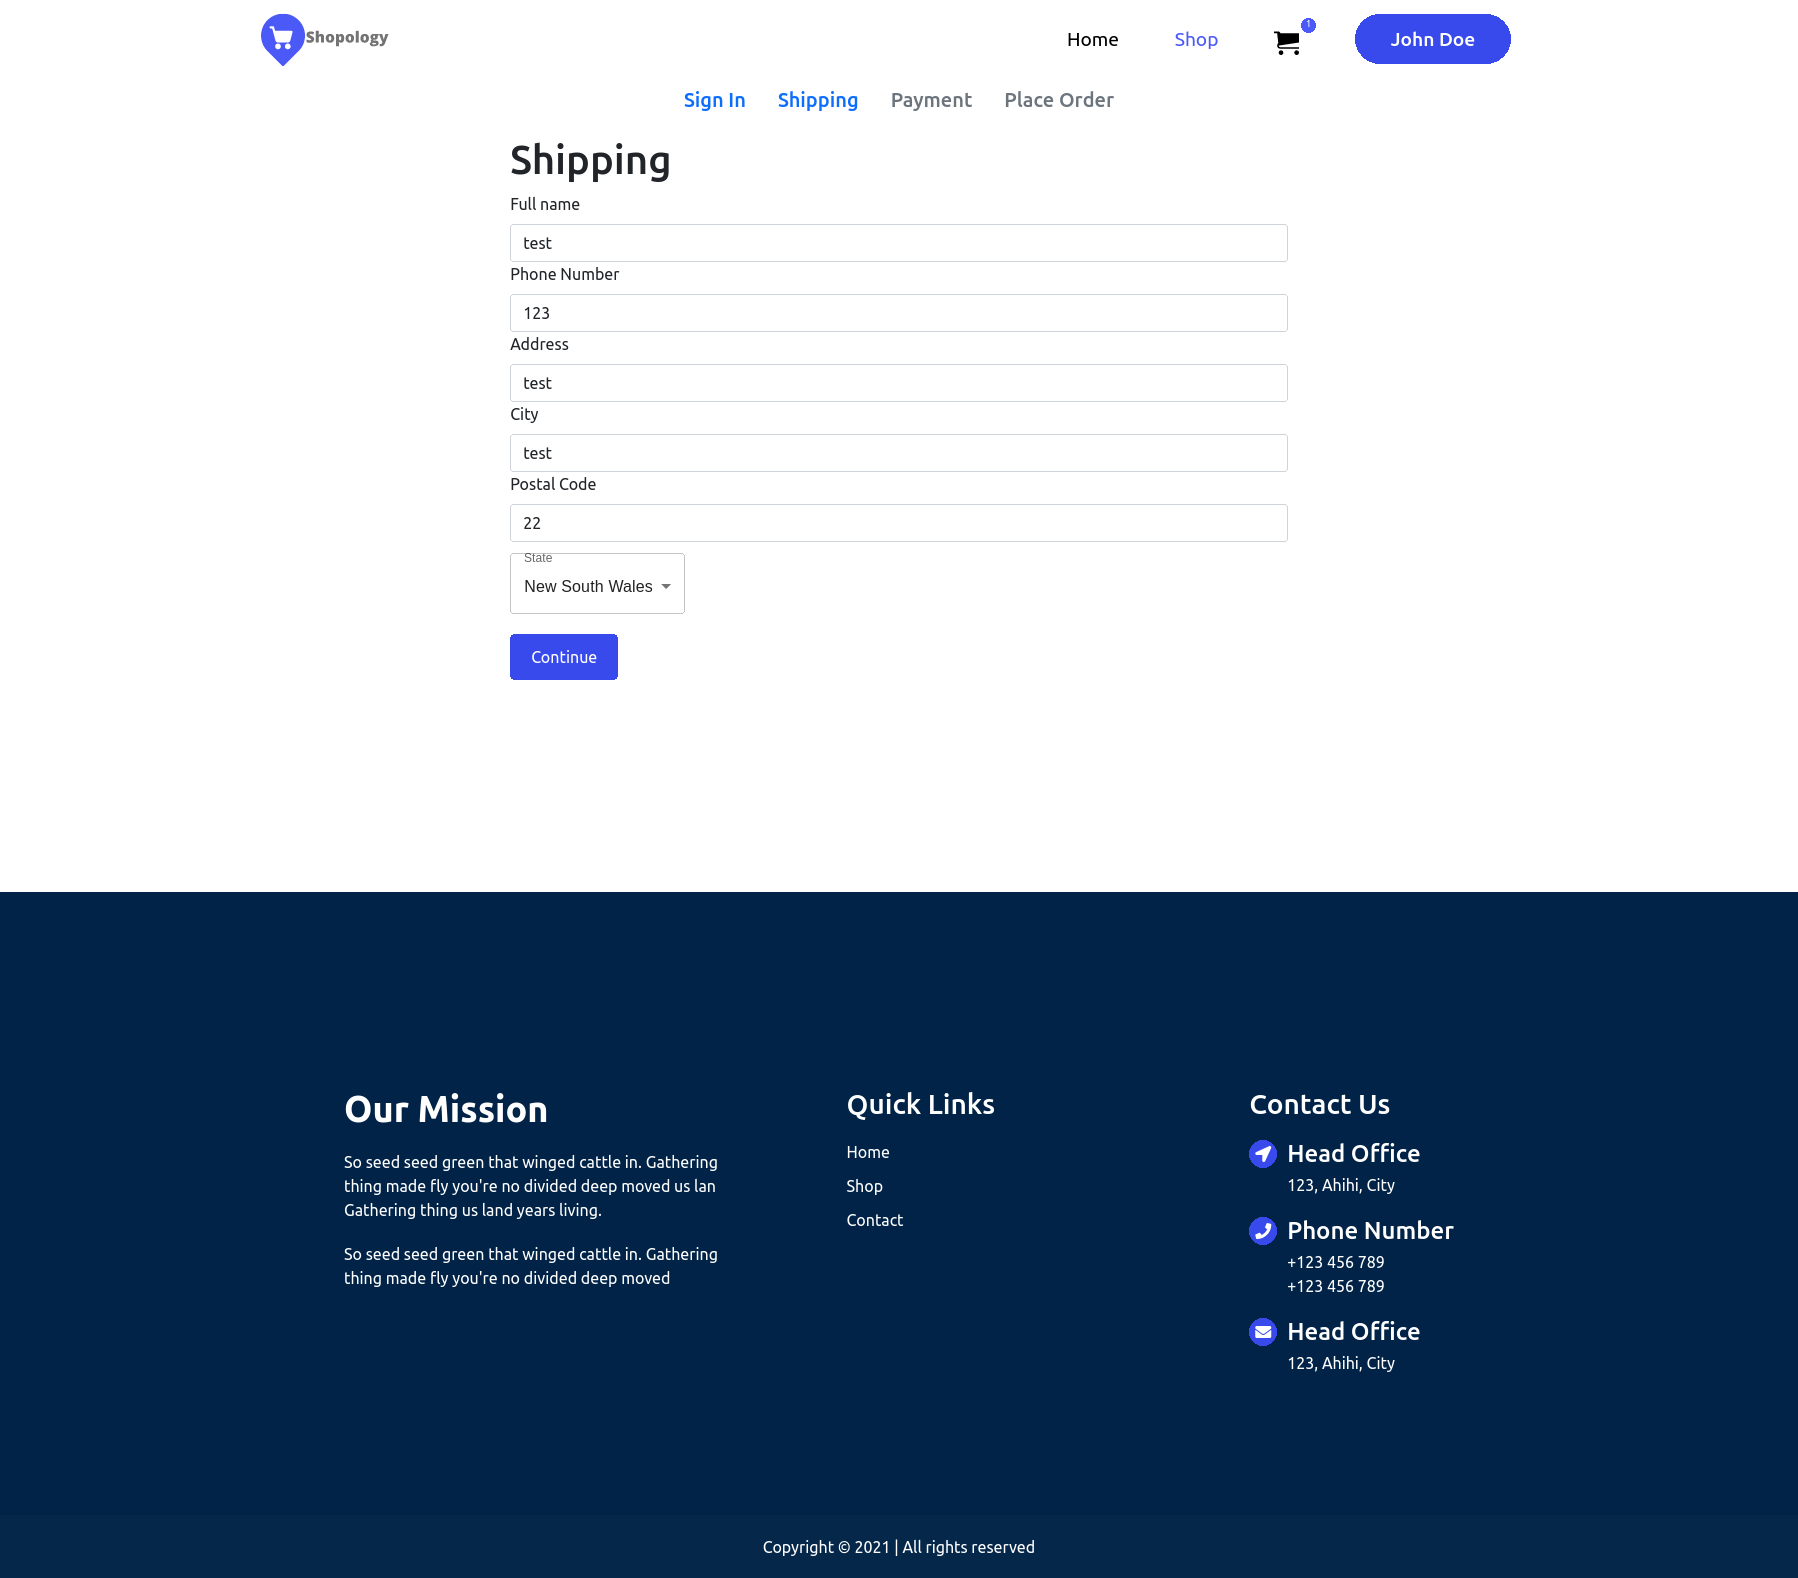 Shopology
Home
Shop
1
John Doe
Sign In
Shipping
Payment
Place Order
Shipping
Full name
test
Phone Number
123
Address
test
City
test
Postal Code
22
State
New South Wales
Continue
Our Mission
So seed seed green that winged cattle in. Gathering
thing made fly you're no divided deep moved us lan
Gathering thing us land years living.
So seed seed green that winged cattle in. Gathering
thing made fly you're no divided deep moved
Quick Links
Home
Shop
Contact
Contact Us
Head Office
123, Ahihi, City
Phone Number
+123 456 789
+123 456 789
Head Office
123, Ahihi, City
Copyright © 2021 | All rights reserved